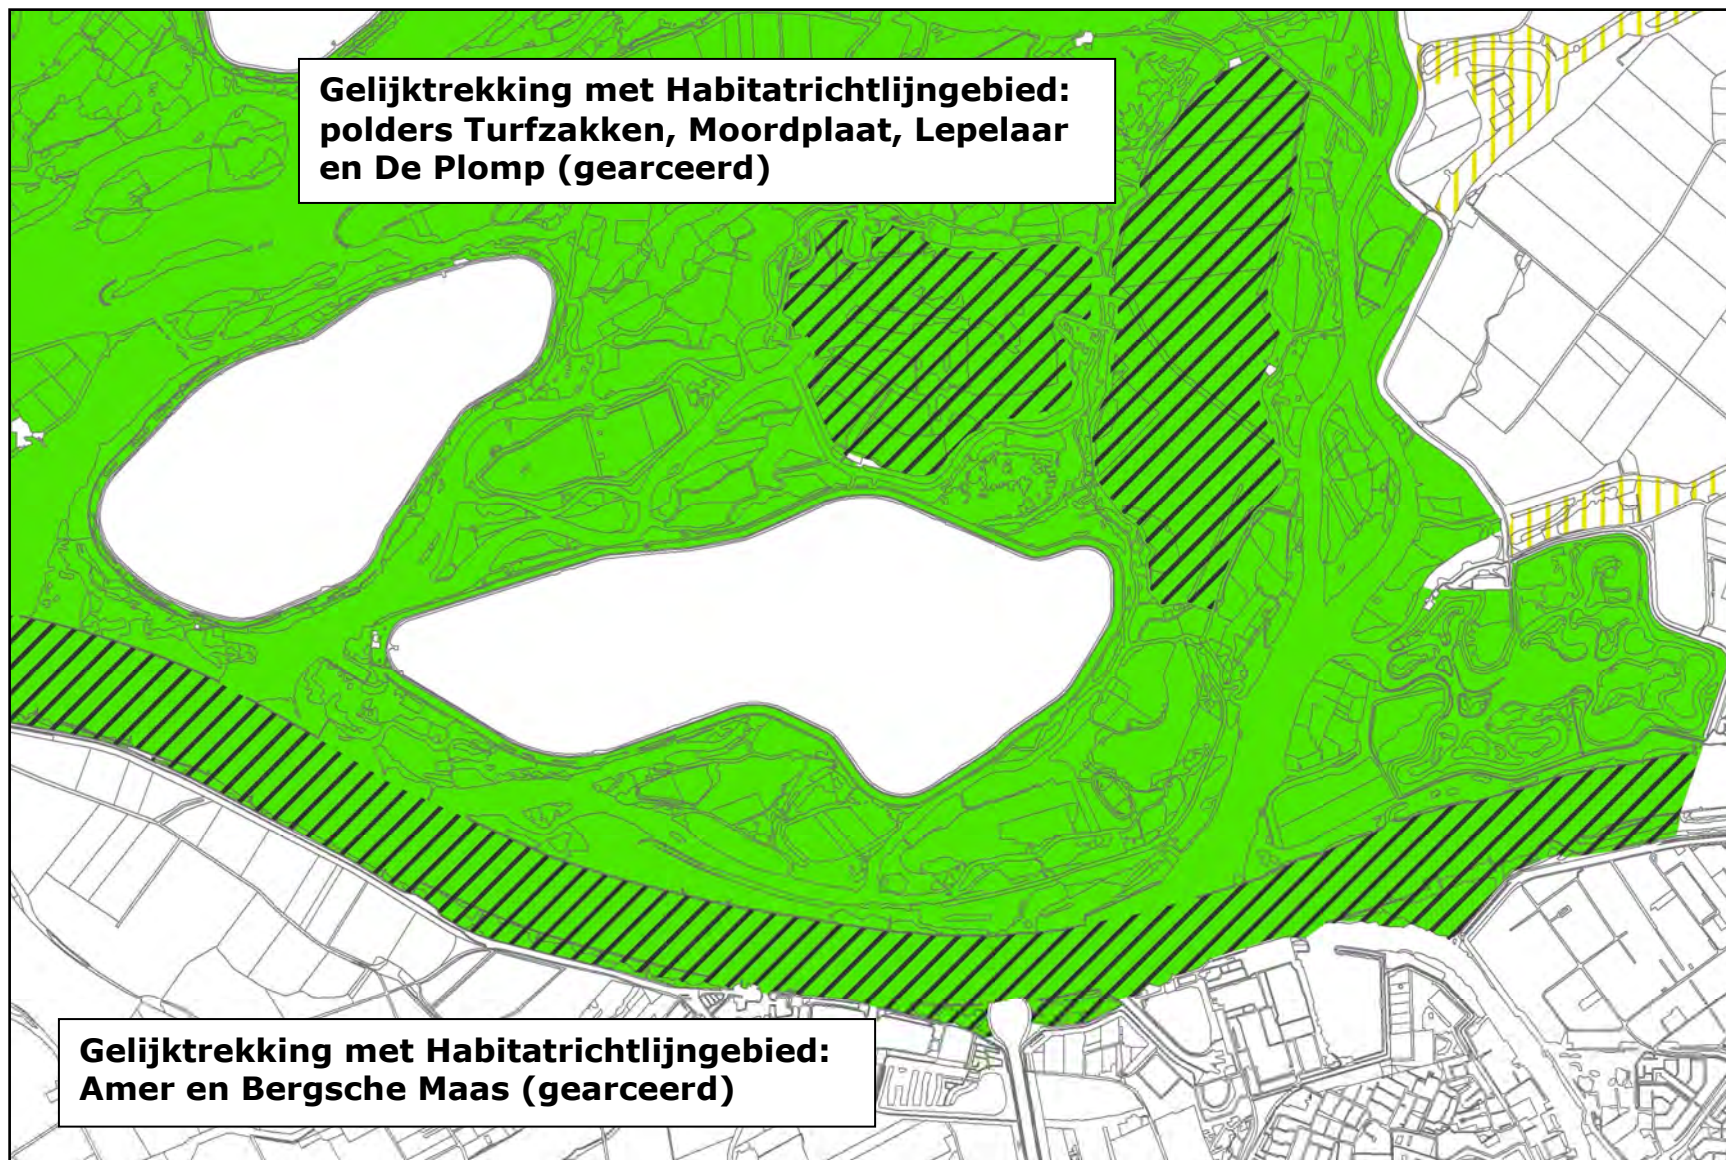 Gelijktrekking met Habitatrichtlijngebied:
polders Turfzakken, Moordplaat, Lepelaar
en De Plomp (gearceerd)
Gelijktrekking met Habitatrichtlijngebied:
Amer en Bergsche Maas (gearceerd)